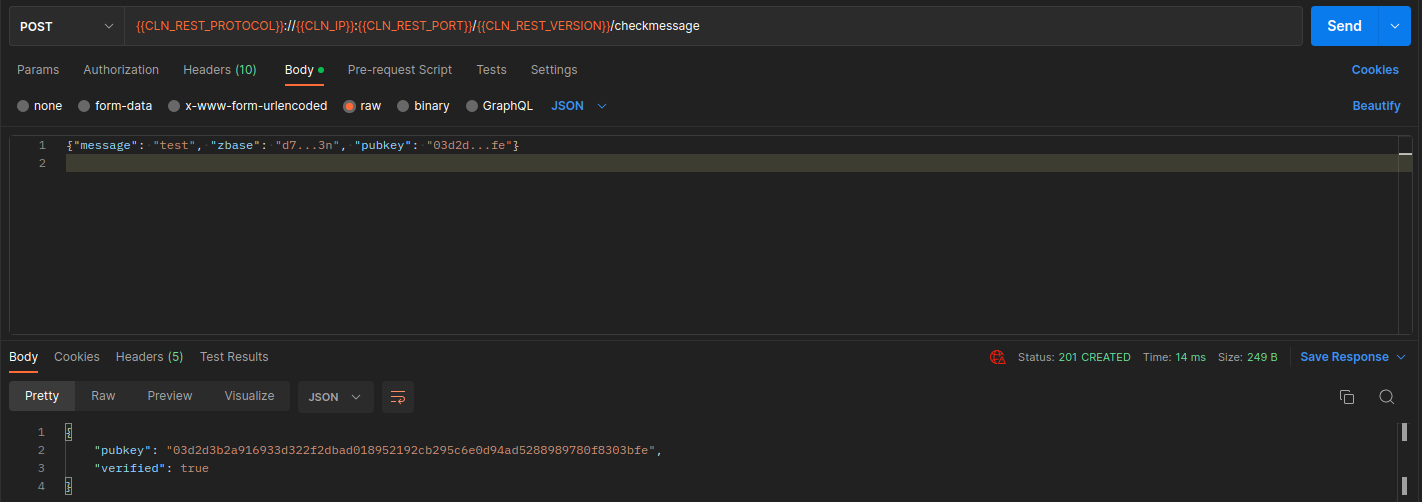 POST {{CLN_REST_PROTOCOL}}://{{CLN_IP}}:{{CLN_REST_PORT}}/{{CLN_REST_VERSION}}/checkmessage Send
Params Authorization Headers (10) Body Pre-request Script Tests Settings Cookies
none form-data x-www-form-urlencoded raw binary GraphQL JSON Beautify
1 {"message": "test", "zbase": "d7...3n", "pubkey": "03d2d...fe"}
2
Body Cookies Headers (5) Test Results Status: 201 CREATED Time: 14 ms Size: 249 B Save Response
Pretty Raw Preview Visualize JSON
1 {
2 "pubkey": "03d2d3b2a916933d322f2dbad018952192cb295c6e0d94ad5288989780f8303bfe",
3 "verified": true
4 }